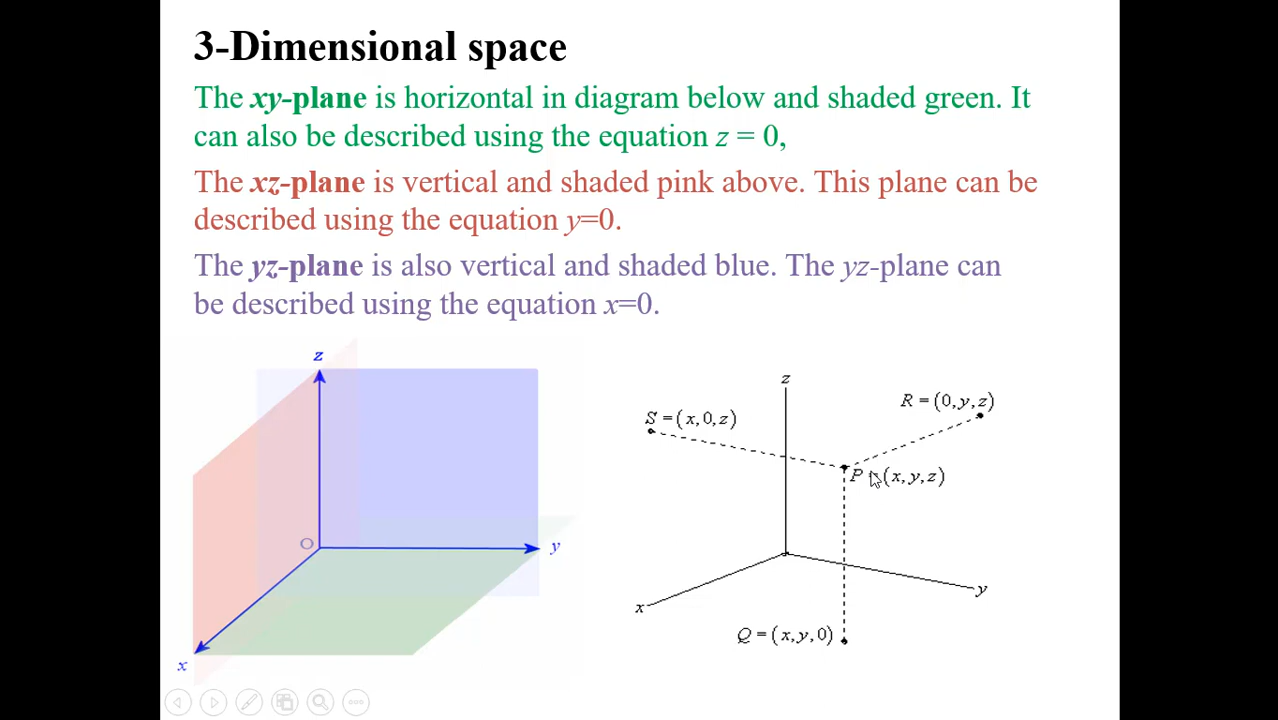 3-Dimensional space
The xy-plane is horizontal in diagram below and shaded green. It
can also be described using the equation z = 0,
The xz-plane is vertical and shaded pink above. This plane can be
described using the equation y=0.
The yz-plane is also vertical and shaded blue. The yz-plane can
be described using the equation x=0.
z
O
y
x
z
S = (x, 0, z)
R = (0, y, z)
P = (x, y, z)
x
y
Q = (x, y, 0)